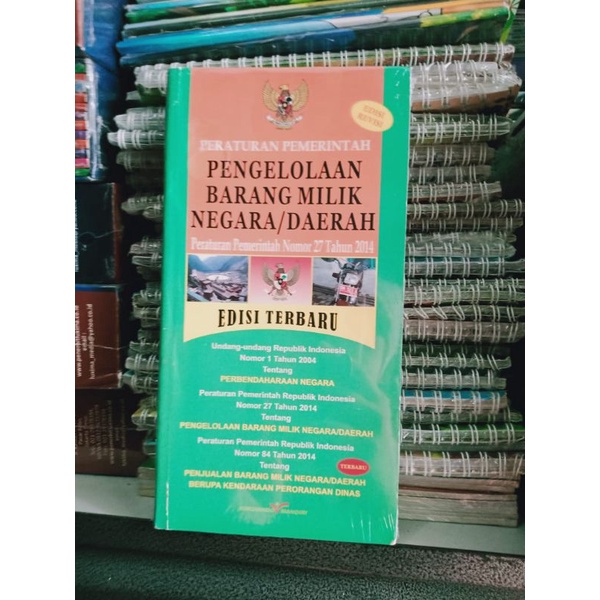 EDISI
REVISI
PERATURAN PEMERINTAH
PENGELOLAAN
BARANG MILIK
NEGARA/DAERAH
Peraturan Pemerintah Nomor 27 Tahun 2014
EDISI TERBARU
Undang-undang Republik Indonesia
Nomor 1 Tahun 2004
Tentang
PERBENDAHARAAN NEGARA
Peraturan Pemerintah Republik Indonesia
Nomor 27 Tahun 2014
Tentang
PENGELOLAAN BARANG MILIK NEGARA/DAERAH
Peraturan Pemerintah Republik Indonesia
Nomor 84 Tahun 2014
Tentang
TERBARU
PENJUALAN BARANG MILIK NEGARA/DAERAH
BERUPA KENDARAAN PERORANGAN DINAS